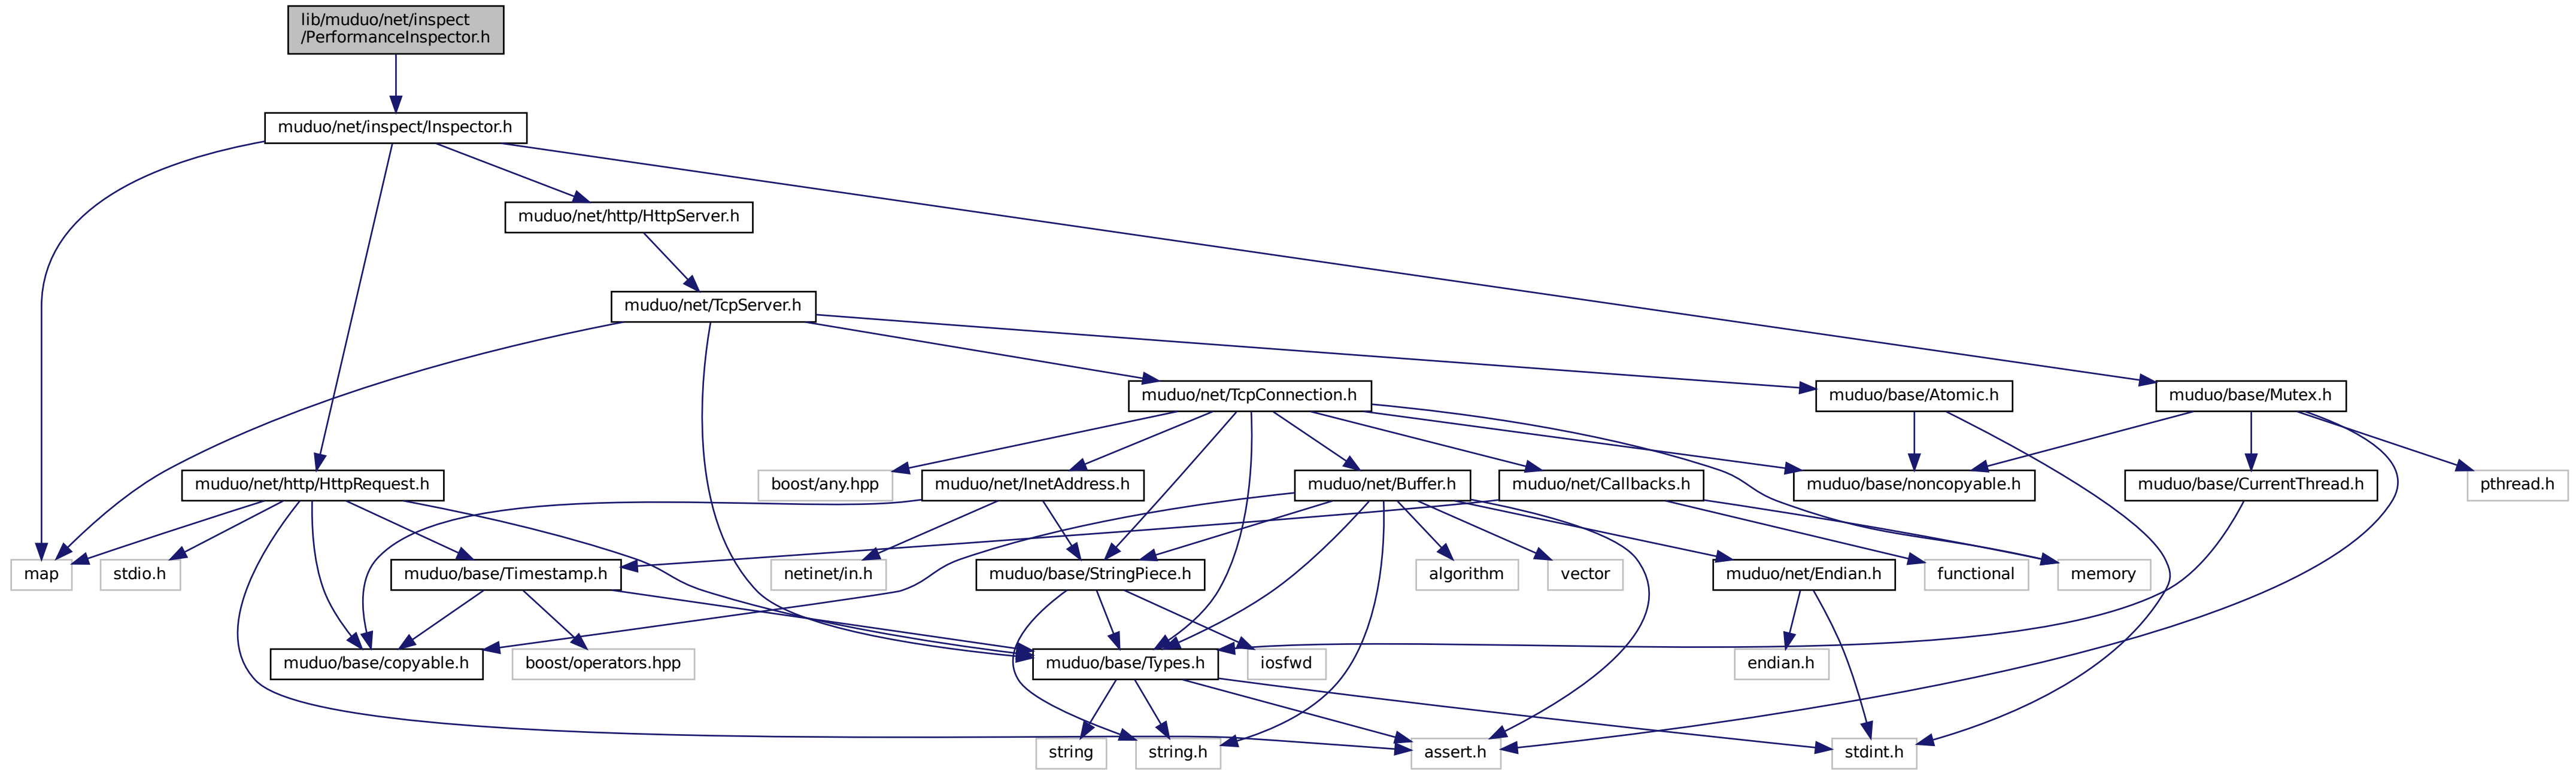 lib/muduo/net/inspect
/PerformanceInspector.h
muduo/net/inspect/Inspector.h
muduo/net/http/HttpServer.h
muduo/net/TcpServer.h
muduo/net/TcpConnection.h
muduo/base/Atomic.h
muduo/base/Mutex.h
muduo/net/http/HttpRequest.h
boost/any.hpp
muduo/net/InetAddress.h
muduo/net/Buffer.h
muduo/net/Callbacks.h
muduo/base/noncopyable.h
muduo/base/CurrentThread.h
pthread.h
map
stdio.h
muduo/base/Timestamp.h
netinet/in.h
muduo/base/StringPiece.h
algorithm
vector
muduo/net/Endian.h
functional
memory
muduo/base/copyable.h
boost/operators.hpp
muduo/base/Types.h
iosfwd
endian.h
string
string.h
assert.h
stdint.h